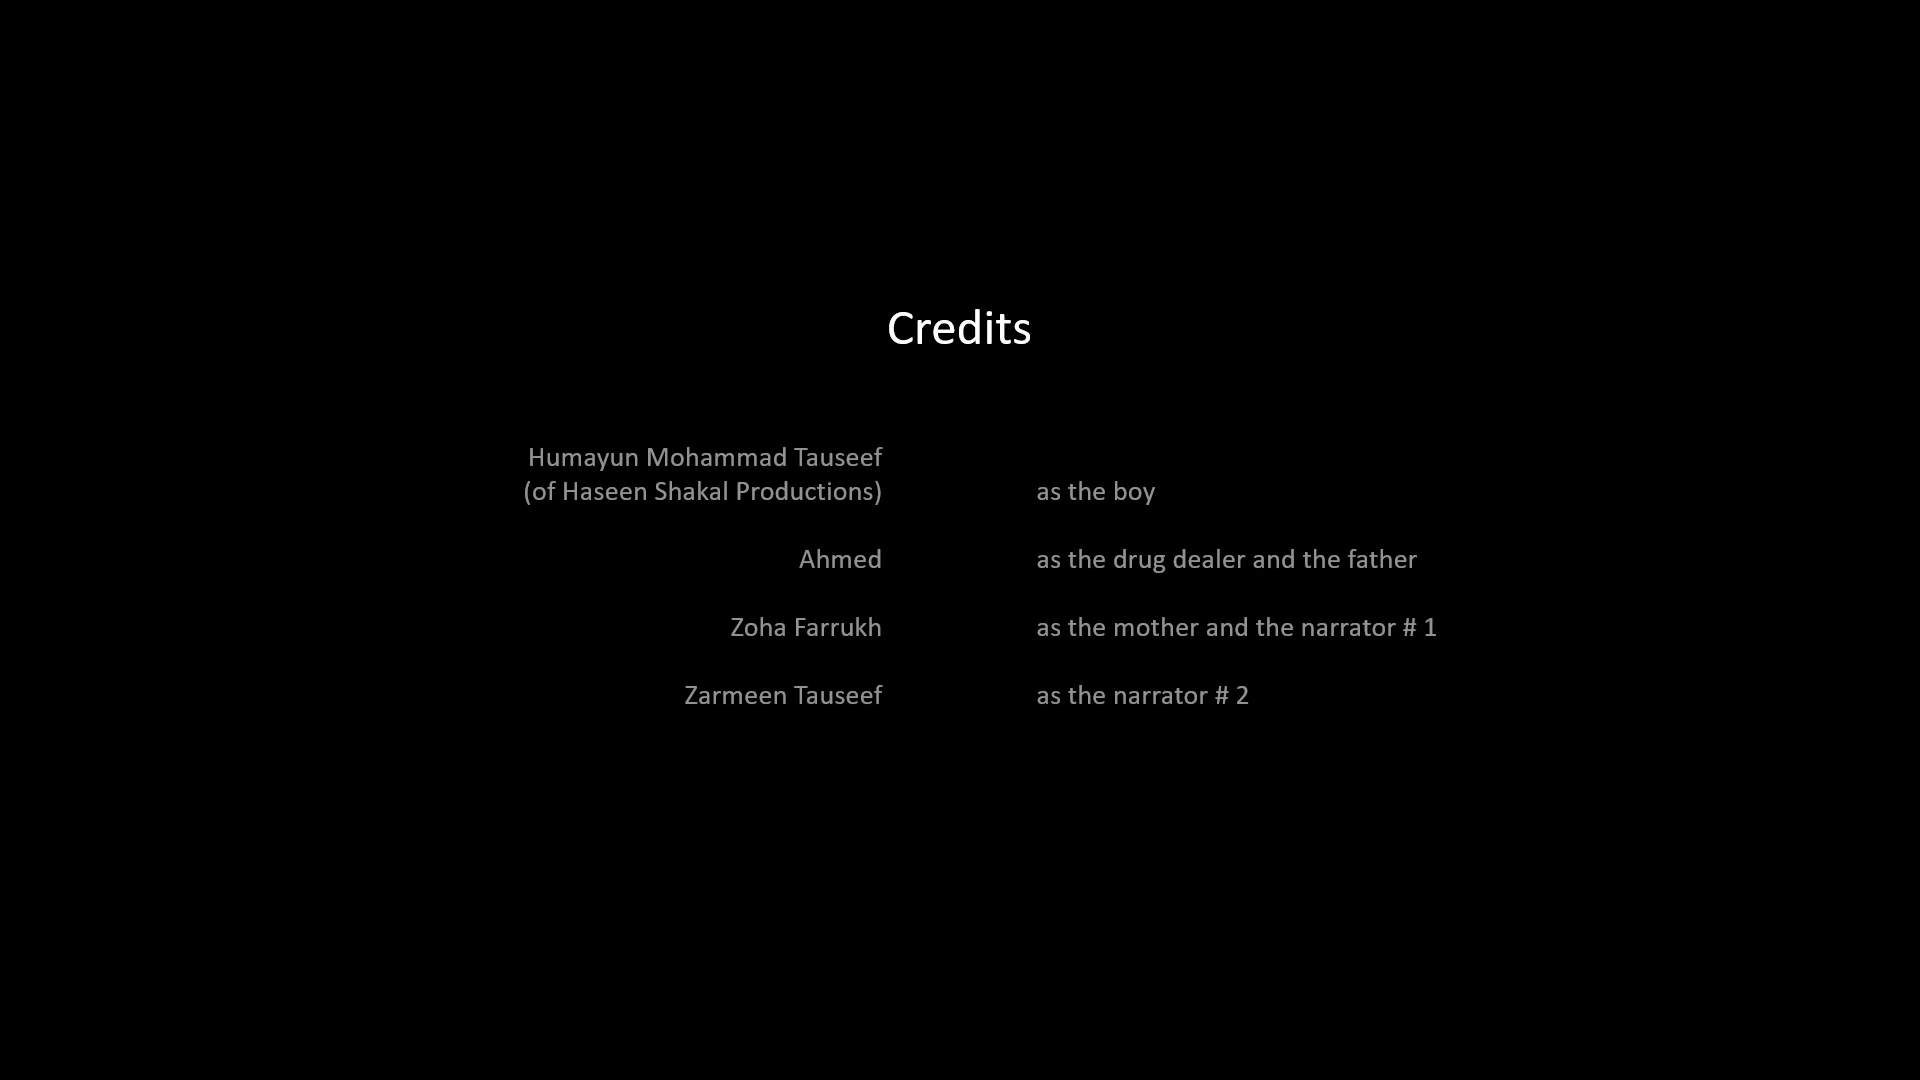 Credits
Humayun Mohammad Tauseef
(of Haseen Shakal Productions) as the boy
Ahmed as the drug dealer and the father
Zoha Farrukh as the mother and the narrator # 1
Zarmeen Tauseef as the narrator # 2